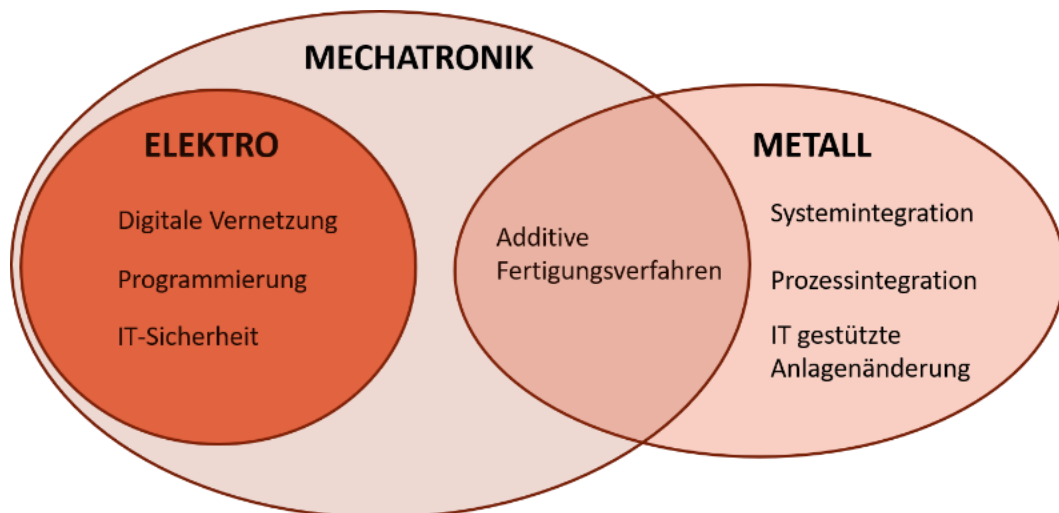 MECHATRONIK
ELEKTRO
Digitale Vernetzung
Programmierung
IT-Sicherheit
Additive
Fertigungsverfahren
METALL
Systemintegration
Prozessintegration
IT gestützte
Anlagenänderung